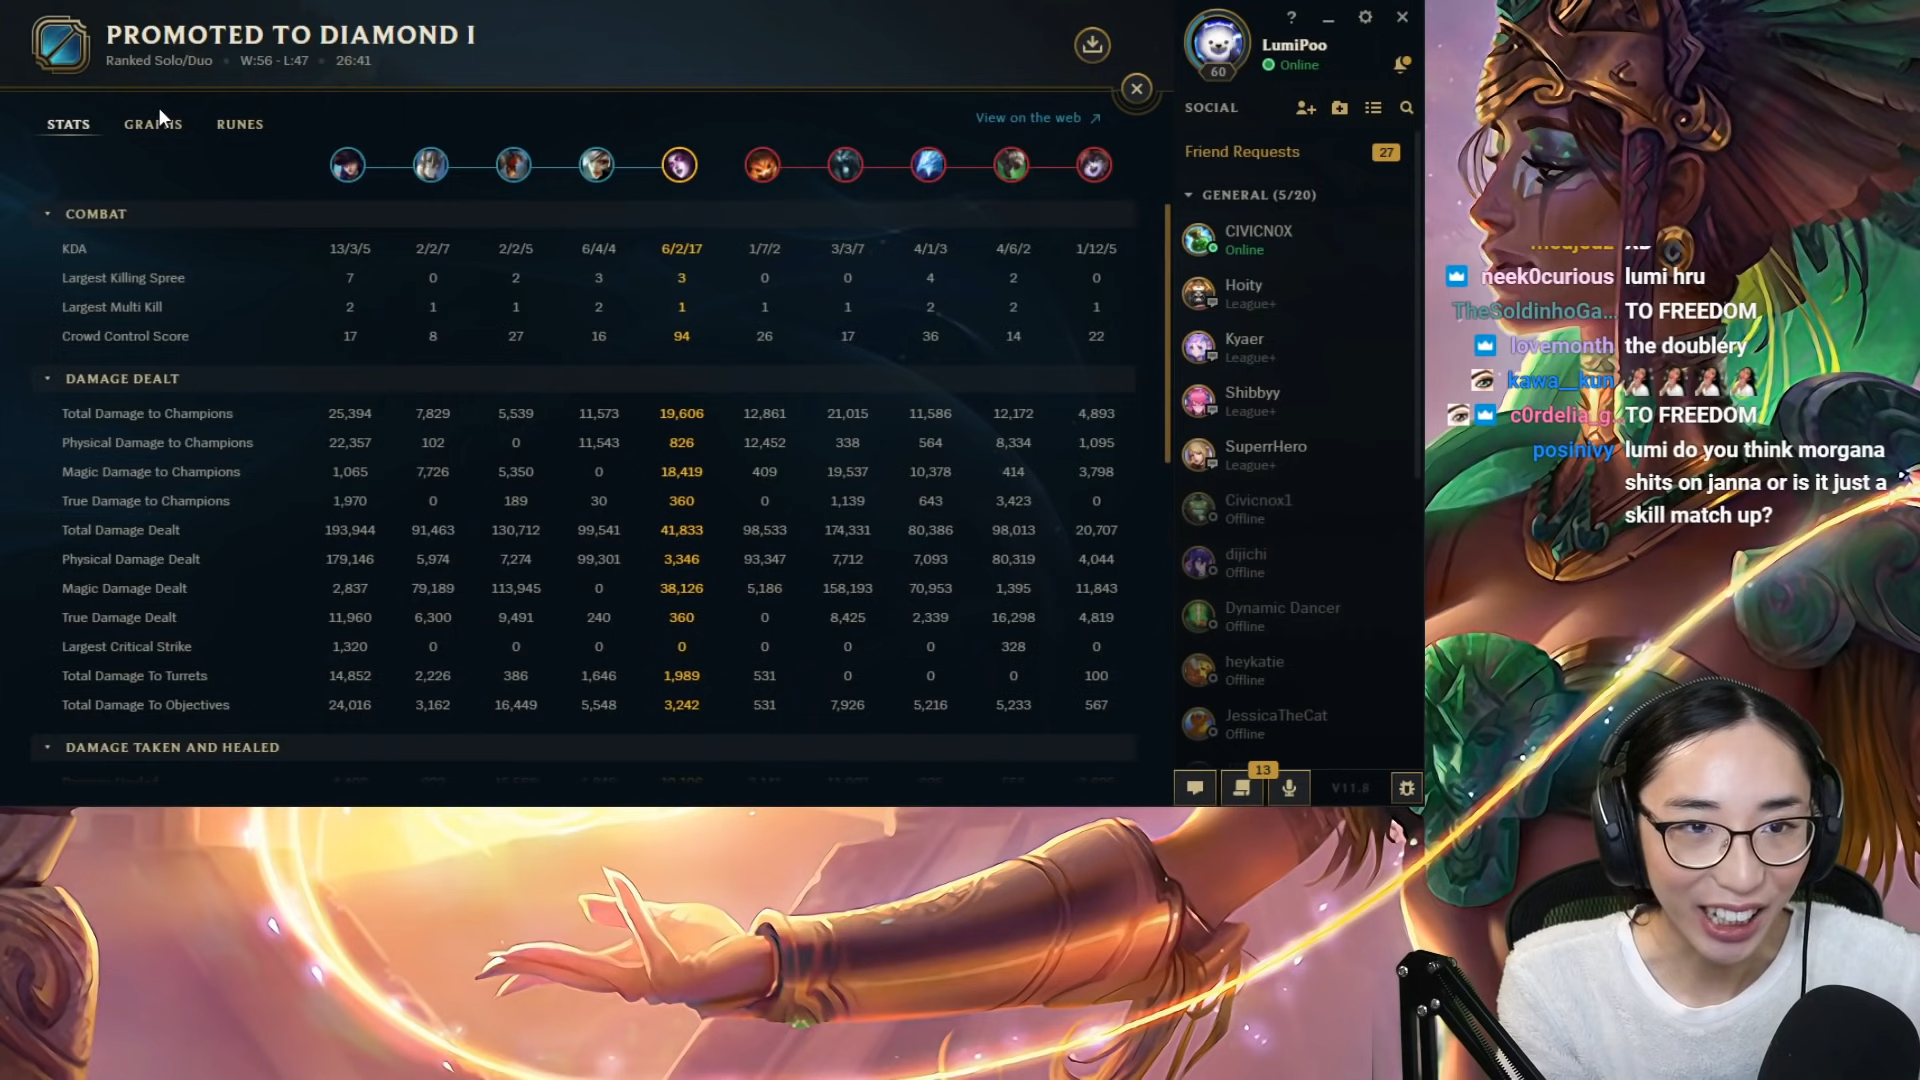 PROMOTED TO DIAMOND I
Ranked Solo/Duo • W:56 - L:47 • 26:41
STATS GRAPHS RUNES
View on the web
COMBAT
KDA 13/3/5 2/2/7 2/2/5 6/4/4 6/2/17 1/7/2 3/3/7 4/1/3 4/6/2 1/12/5
Largest Killing Spree 7 0 2 3 3 0 0 4 2 0
Largest Multi Kill 2 1 1 2 1 1 1 2 2 1
Crowd Control Score 17 8 27 16 94 26 17 36 14 22
DAMAGE DEALT
Total Damage to Champions 25,394 7,829 5,539 11,573 19,606 12,861 21,015 11,586 12,172 4,893
Physical Damage to Champions 22,357 102 0 11,543 826 12,452 338 564 8,334 1,095
Magic Damage to Champions 1,065 7,726 5,350 0 18,419 409 19,537 10,378 414 3,798
True Damage to Champions 1,970 0 189 30 360 0 1,139 643 3,423 0
Total Damage Dealt 193,944 91,463 130,712 99,541 41,833 98,533 174,331 80,386 98,013 20,707
Physical Damage Dealt 179,146 5,974 7,274 99,301 3,346 93,347 7,712 7,093 80,319 4,044
Magic Damage Dealt 2,837 79,189 113,945 0 38,126 5,186 158,193 70,953 1,395 11,843
True Damage Dealt 11,960 6,300 9,491 240 360 0 8,425 2,339 16,298 4,819
Largest Critical Strike 1,320 0 0 0 0 0 0 0 328 0
Total Damage To Turrets 14,852 2,226 386 1,646 1,989 531 0 0 0 100
Total Damage To Objectives 24,016 3,162 16,449 5,548 3,242 531 7,926 5,216 5,233 567
DAMAGE TAKEN AND HEALED
60
LumiPoo
Online
SOCIAL
Friend Requests 27
GENERAL (5/20)
CIVICNOX
Online
Hoity
League+
Kyaer
League+
Shibbyy
League+
SuperrHero
League+
Civicnox1
Offline
dijichi
Offline
Dynamic Dancer
Offline
heykatie
Offline
JessicaTheCat
Offline
13
V11.8
neek0curious lumi hru
TheSoldinhoGa... TO FREEDOM
lovemonth the doublery
kawa__kun
c0rdelia_g... TO FREEDOM
posinivy lumi do you think morgana
shits on janna or is it just a
skill match up?